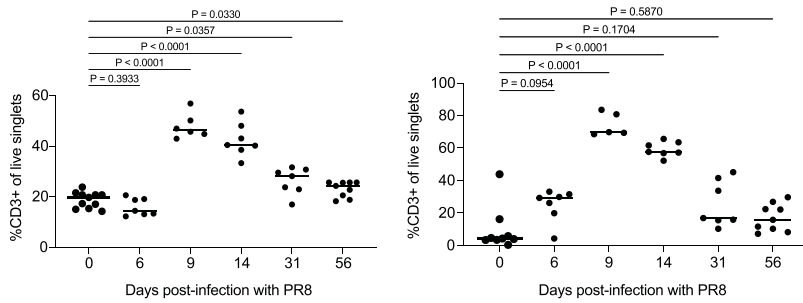 P = 0.0330
P = 0.0357
P < 0.0001
P < 0.0001
P = 0.3933
%CD3+ of live singlets
60
40
20
0
0 6 9 14 31 56
Days post-infection with PR8
P = 0.5870
P = 0.1704
P < 0.0001
P < 0.0001
P = 0.0954
%CD3+ of live singlets
100
80
60
40
20
0
0 6 9 14 31 56
Days post-infection with PR8